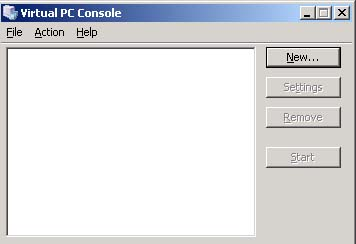 Virtual PC Console
File Action Help
New...
Settings
Remove
Start